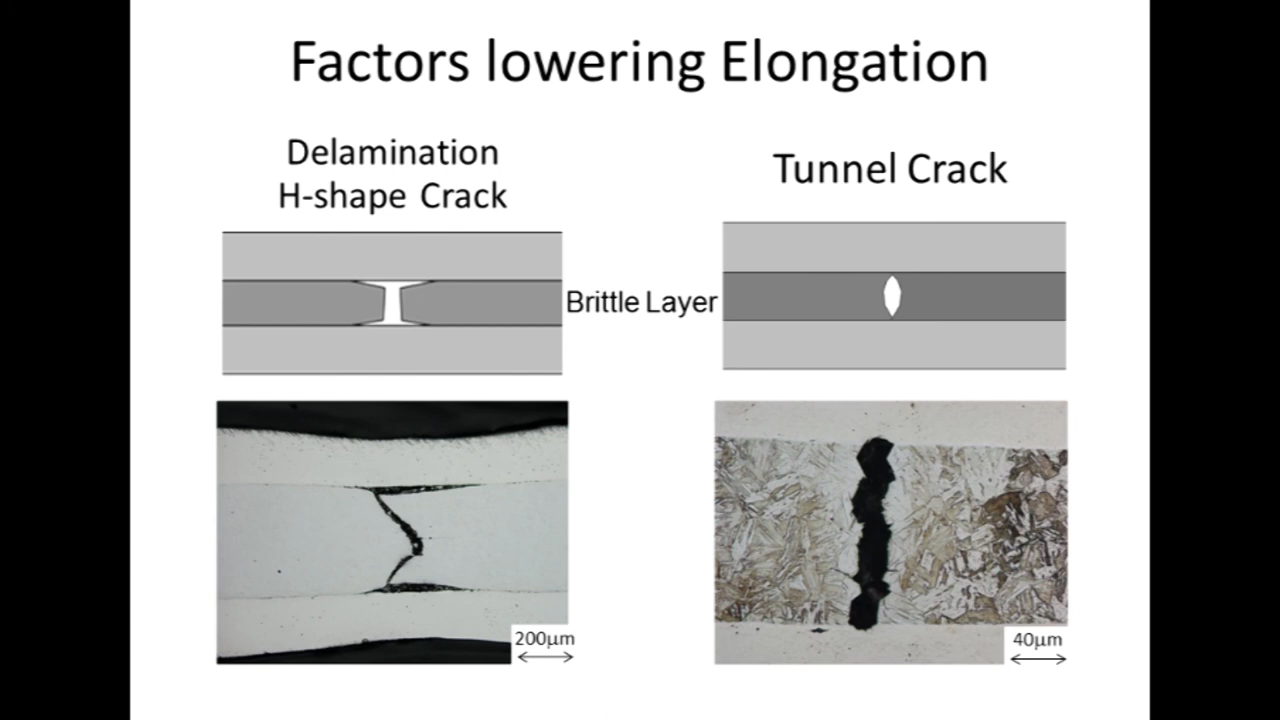 Factors lowering Elongation
Delamination
H-shape Crack
Tunnel Crack
Brittle Layer
200μm
40μm